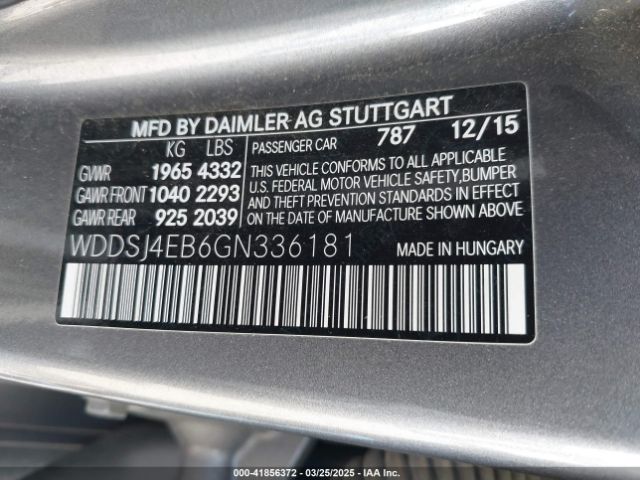 MFD BY DAIMLER AG STUTTGART
KG LBS PASSENGER CAR 787 12/15
GVWR 1965 4332
GAWR FRONT 1040 2293
GAWR REAR 925 2039
THIS VEHICLE CONFORMS TO ALL APPLICABLE
U.S. FEDERAL MOTOR VEHICLE SAFETY, BUMPER
AND THEFT PREVENTION STANDARDS IN EFFECT
ON THE DATE OF MANUFACTURE SHOWN ABOVE.
WDDSJ4EB6GN336181 MADE IN HUNGARY
000-41856372 | 03/25/2025 | IAA Inc.